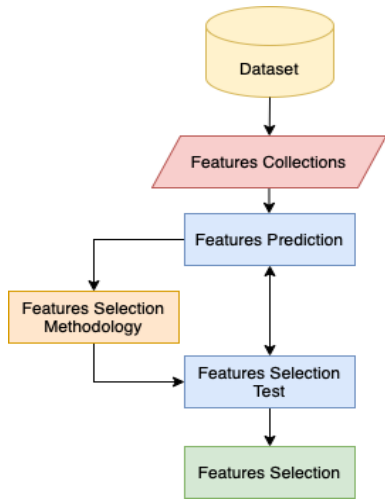 Dataset
Features Collections
Features Prediction
Features Selection
Methodology
Features Selection
Test
Features Selection